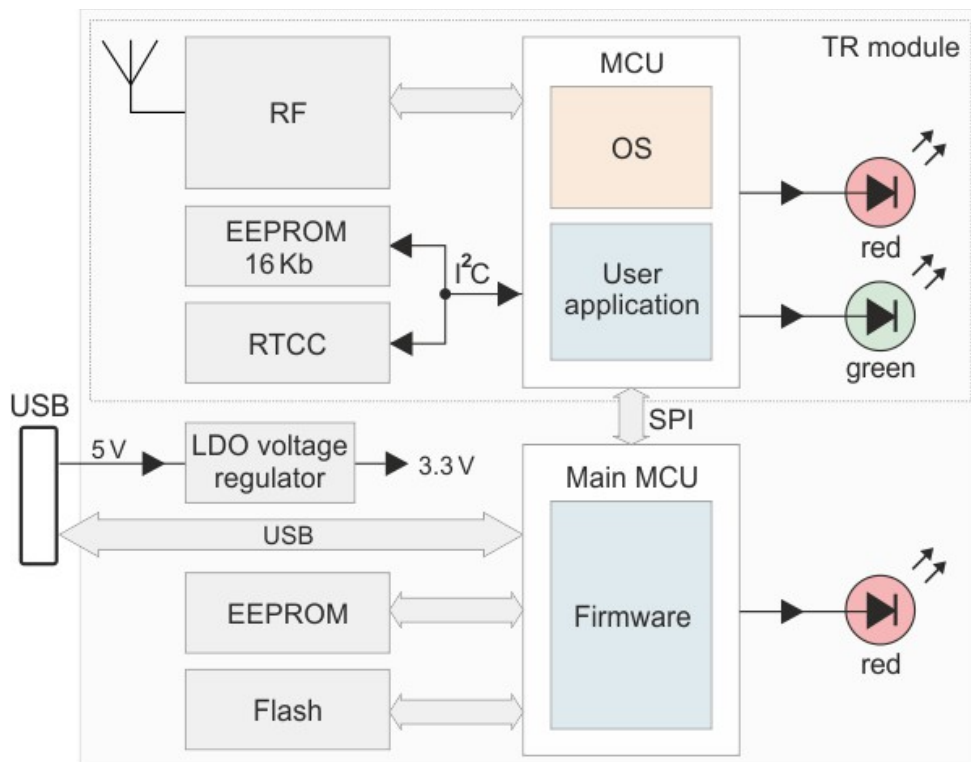 TR module
MCU
RF
OS
red
EEPROM
16 Kb
I²C
User
application
RTCC
green
USB
SPI
5 V
LDO voltage
regulator
3.3 V
Main MCU
USB
EEPROM
Firmware
red
Flash